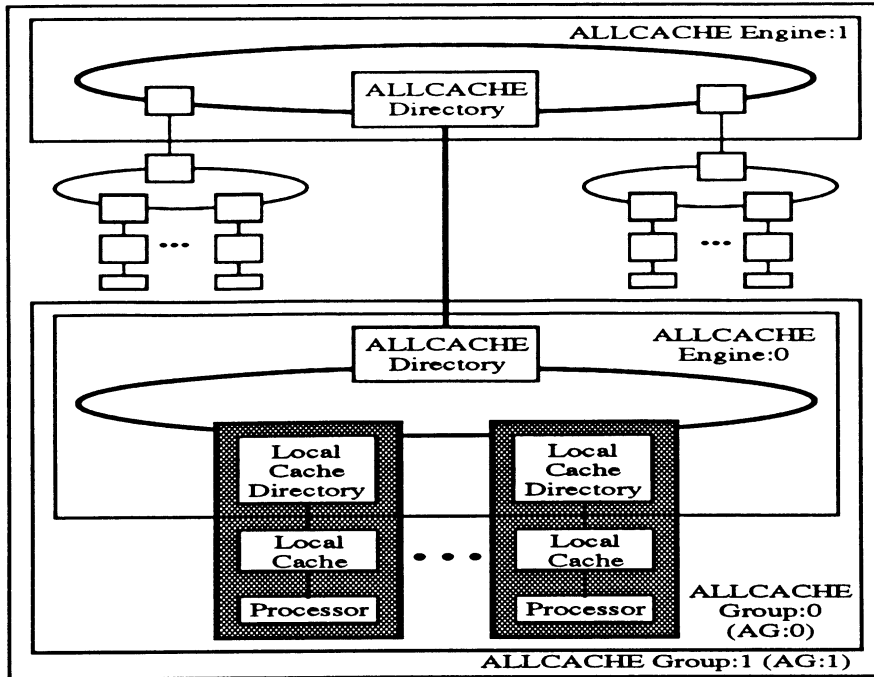 ALLCACHE Engine:1
ALLCACHE
Directory
ALLCACHE
Directory
ALLCACHE
Engine:0
Local
Cache
Directory
Local
Cache
Directory
Local
Cache
Local
Cache
Processor
Processor
ALLCACHE
Group:0
(AG:0)
ALLCACHE Group:1 (AG:1)